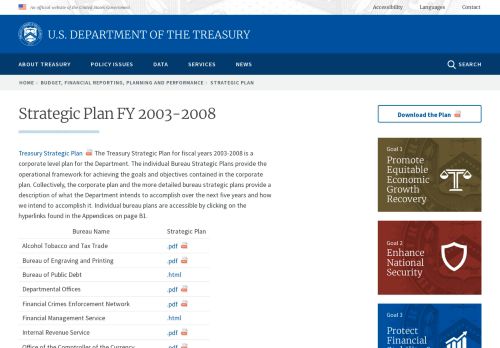 An official website of the United States Government
Accessibility Languages Contact
U.S. DEPARTMENT OF THE TREASURY
ABOUT TREASURY POLICY ISSUES DATA SERVICES NEWS SEARCH
HOME › BUDGET, FINANCIAL REPORTING, PLANNING AND PERFORMANCE › STRATEGIC PLAN
Strategic Plan FY 2003-2008
Treasury Strategic Plan The Treasury Strategic Plan for fiscal years 2003-2008 is a
corporate level plan for the Department. The individual Bureau Strategic Plans provide the
operational framework for achieving the goals and objectives contained in the corporate
plan. Collectively, the corporate plan and the more detailed bureau strategic plans provide a
description of what the Department intends to accomplish over the next five years and how
we intend to accomplish it. Individual bureau plans are accessible by clicking on the
hyperlinks found in the Appendices on page B1.
Bureau Name Strategic Plan
Alcohol Tobacco and Tax Trade .pdf
Bureau of Engraving and Printing .pdf
Bureau of Public Debt .html
Departmental Offices .pdf
Financial Crimes Enforcement Network .pdf
Financial Management Service .html
Internal Revenue Service .pdf
Office of the Comptroller of the Currency .pdf
Download the Plan
Goal 1
Promote
Equitable
Economic
Growth
Recovery
Goal 2
Enhance
National
Security
Goal 3
Protect
Financial